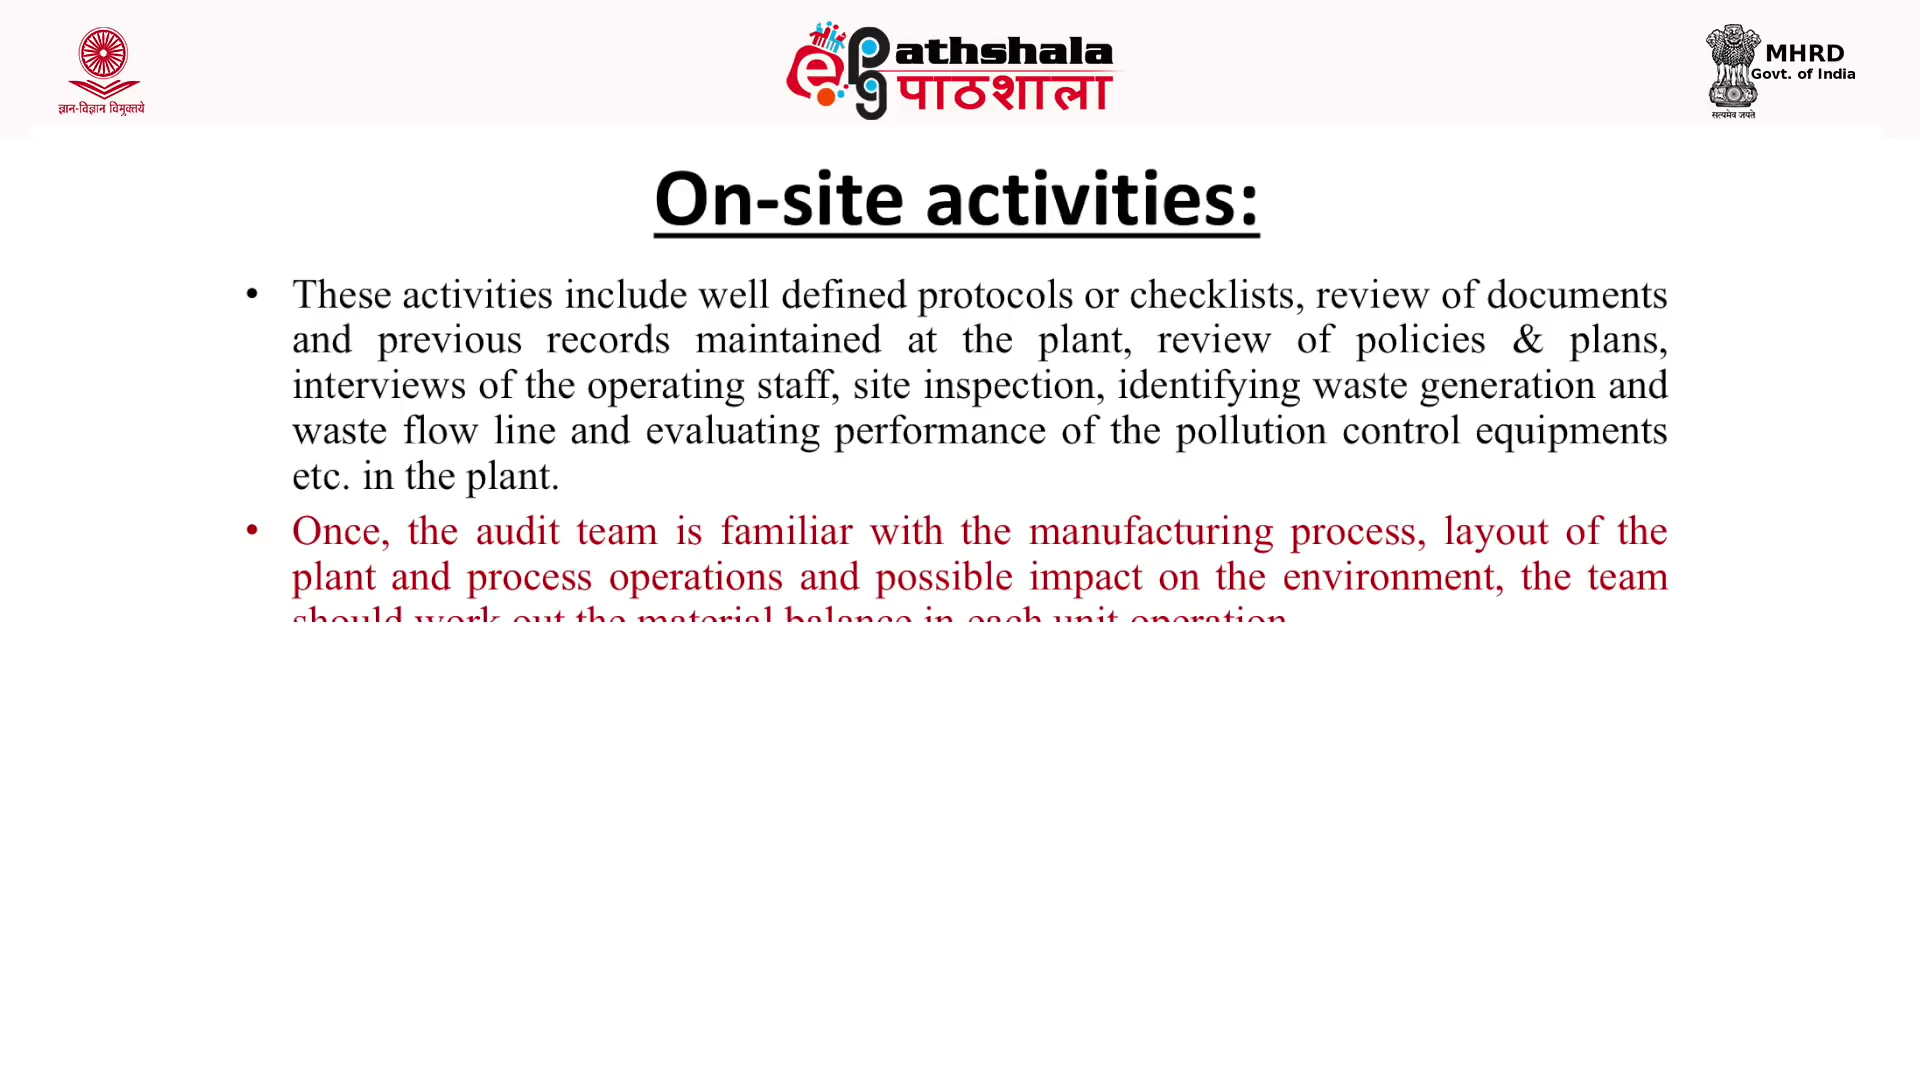 ज्ञान-विज्ञान विमुक्तये
e
pg
athshala
पाठशाला
MHRD
Govt. of India
सत्यमेव जयते
On-site activities:
• These activities include well defined protocols or checklists, review of documents
and previous records maintained at the plant, review of policies & plans,
interviews of the operating staff, site inspection, identifying waste generation and
waste flow line and evaluating performance of the pollution control equipments
etc. in the plant.
• Once, the audit team is familiar with the manufacturing process, layout of the
plant and process operations and possible impact on the environment, the team
should work out the material balance in each unit operation